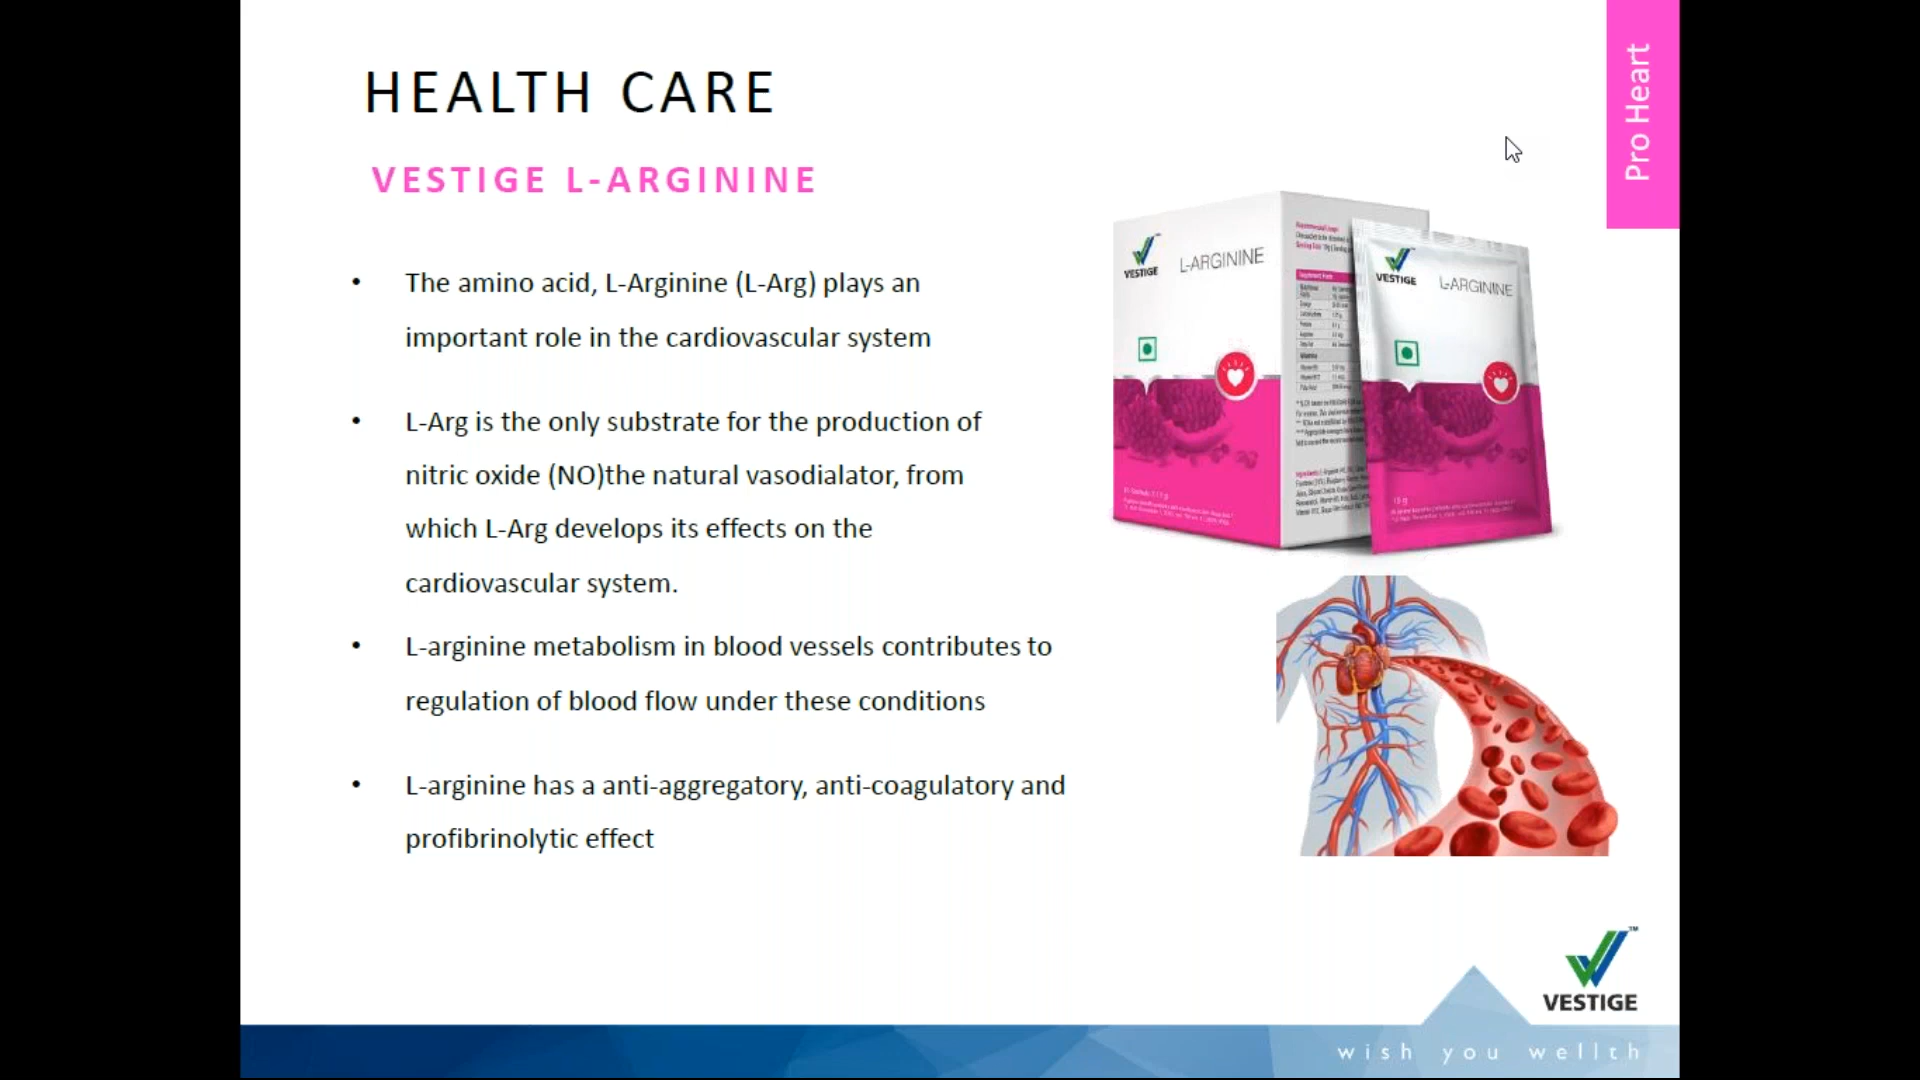 HEALTH CARE
Pro Heart
VESTIGE L-ARGININE
• The amino acid, L-Arginine (L-Arg) plays an
important role in the cardiovascular system
• L-Arg is the only substrate for the production of
nitric oxide (NO)the natural vasodialator, from
which L-Arg develops its effects on the
cardiovascular system.
• L-arginine metabolism in blood vessels contributes to
regulation of blood flow under these conditions
• L-arginine has a anti-aggregatory, anti-coagulatory and
profibrinolytic effect
VESTIGE
L-ARGININE
VESTIGE
L-ARGININE
VESTIGE
wish you wellth